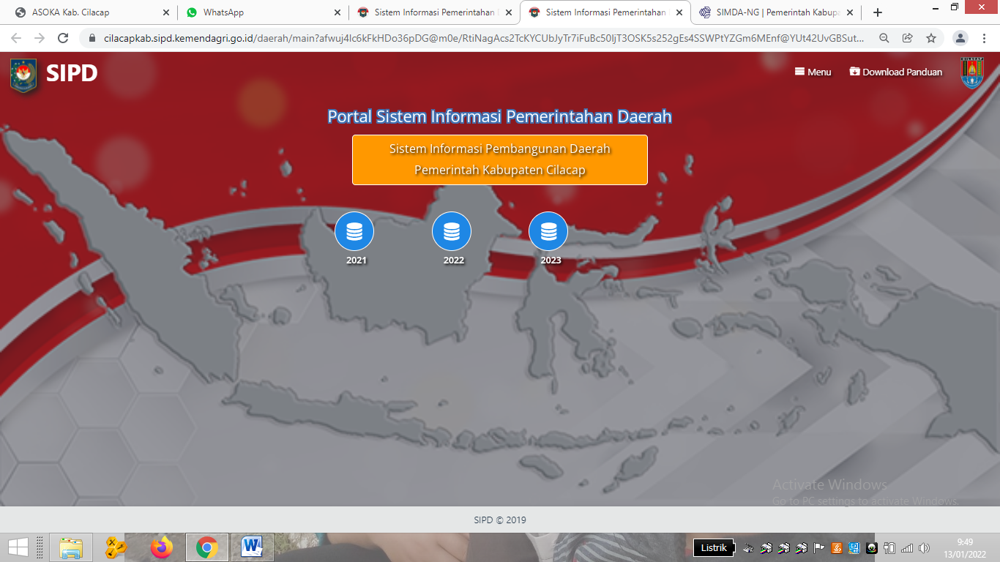 ASOKA Kab. Cilacap
WhatsApp
Sistem Informasi Pemerintahan
Sistem Informasi Pemerintahan
SIMDA-NG | Pemerintah Kabupa
cilacapkab.sipd.kemendagri.go.id/daerah/main?afwuj4Ic6kFkHDo36pDG@m0e/RtiNagAcs2TcKYCUbJyTr7iFuBc50IjT3OSK5s252gEs4SSWPtYZGm6MEnf@YUt42UvGBSut...
SIPD
Menu
Download Panduan
CILACAP
Portal Sistem Informasi Pemerintahan Daerah
Sistem Informasi Pembangunan Daerah
Pemerintah Kabupaten Cilacap
2021
2022
2023
Activate Windows
Go to PC settings to activate Windows.
SIPD © 2019
Listrik
9:49
13/01/2022